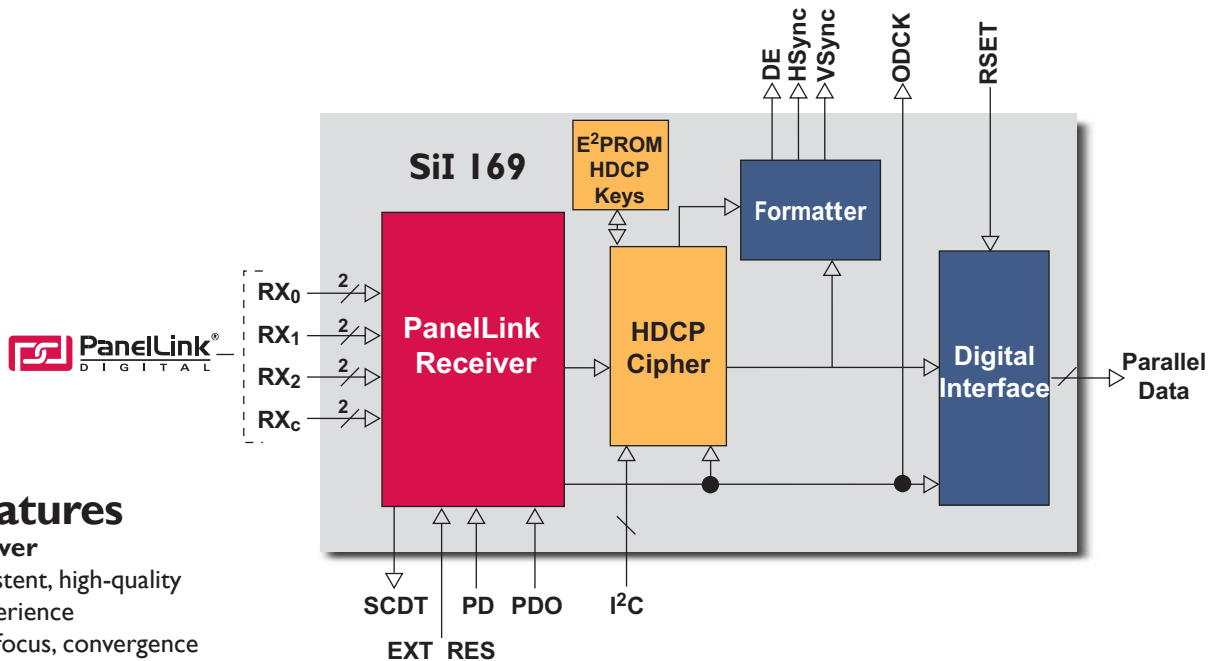 DE
HSync
VSync
ODCK
RSET
SiI 169
E²PROM
HDCP
Keys
Formatter
RX₀
2
RX₁
2
RX₂
2
RXc
2
PanelLink®
DIGITAL
PanelLink
Receiver
HDCP
Cipher
Digital
Interface
Parallel
Data
SCDT
PD
PDO
I²C
EXT RES
atures
ver
stent, high-quality
erience
focus, convergence